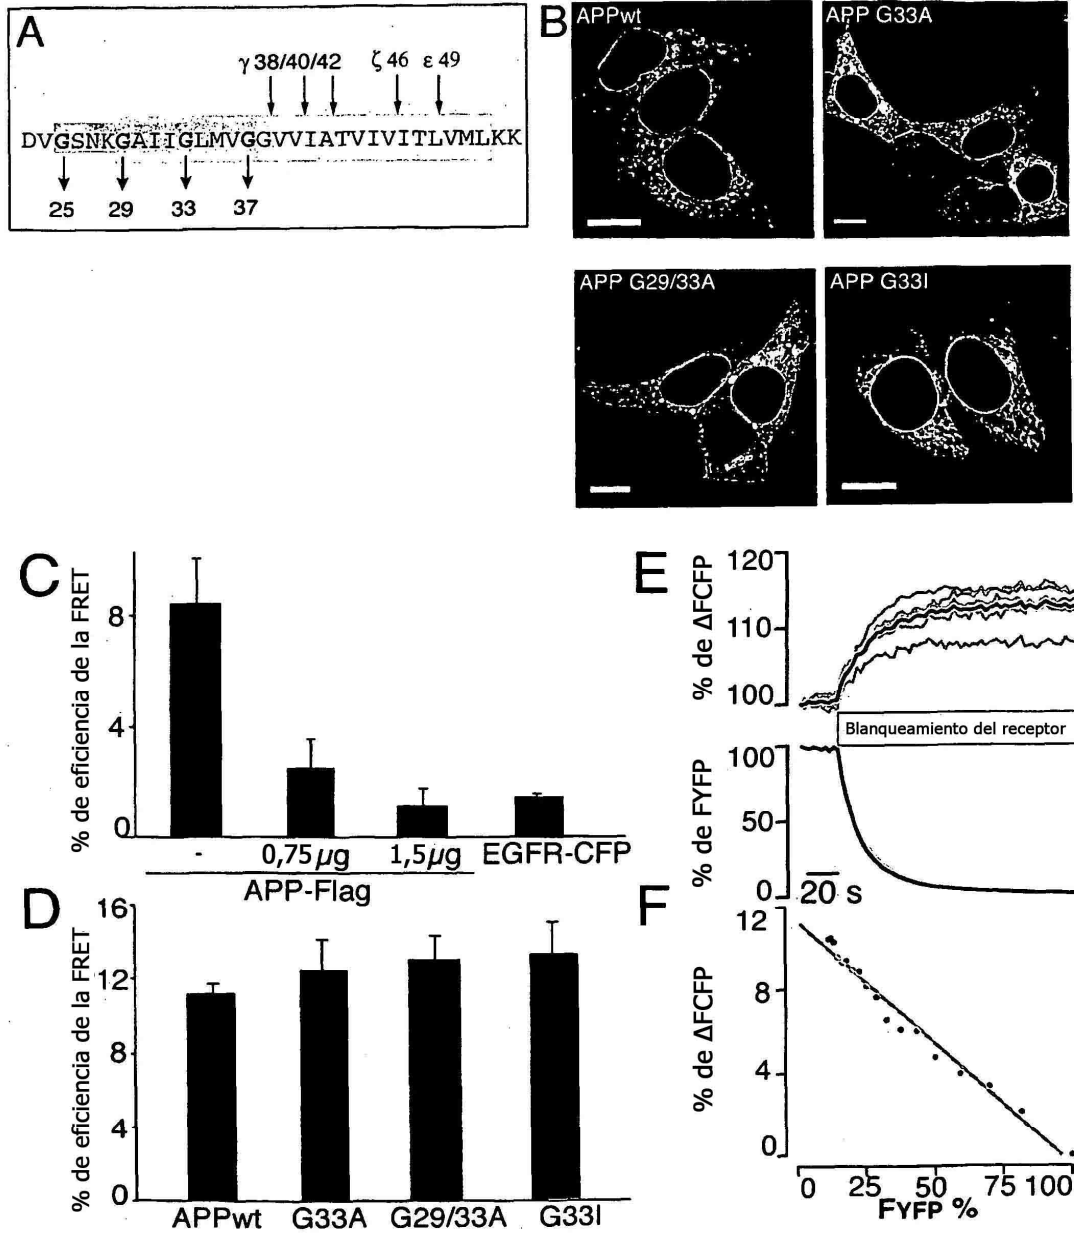 A
γ 38/40/42 ζ 46 ε 49
DVGSNKGAIIGLMVGGVVIATVIVITLVMLKK
25 29 33 37
B
APPwt
APP G33A
APP G29/33A
APP G33I
C
% de eficiencia de la FRET
8
4
0
- 0,75 µg 1,5µg EGFR-CFP
APP-Flag
D
% de eficiencia de la FRET
16
12
8
4
0
APPwt G33A G29/33A G33I
E
% de ΔFCFP
120
110
100
Blanqueamiento del receptor
% de FYFP
100
50
0
20 s
F
% de ΔFCFP
12
8
4
0
0 25 50 75 100
FYFP %